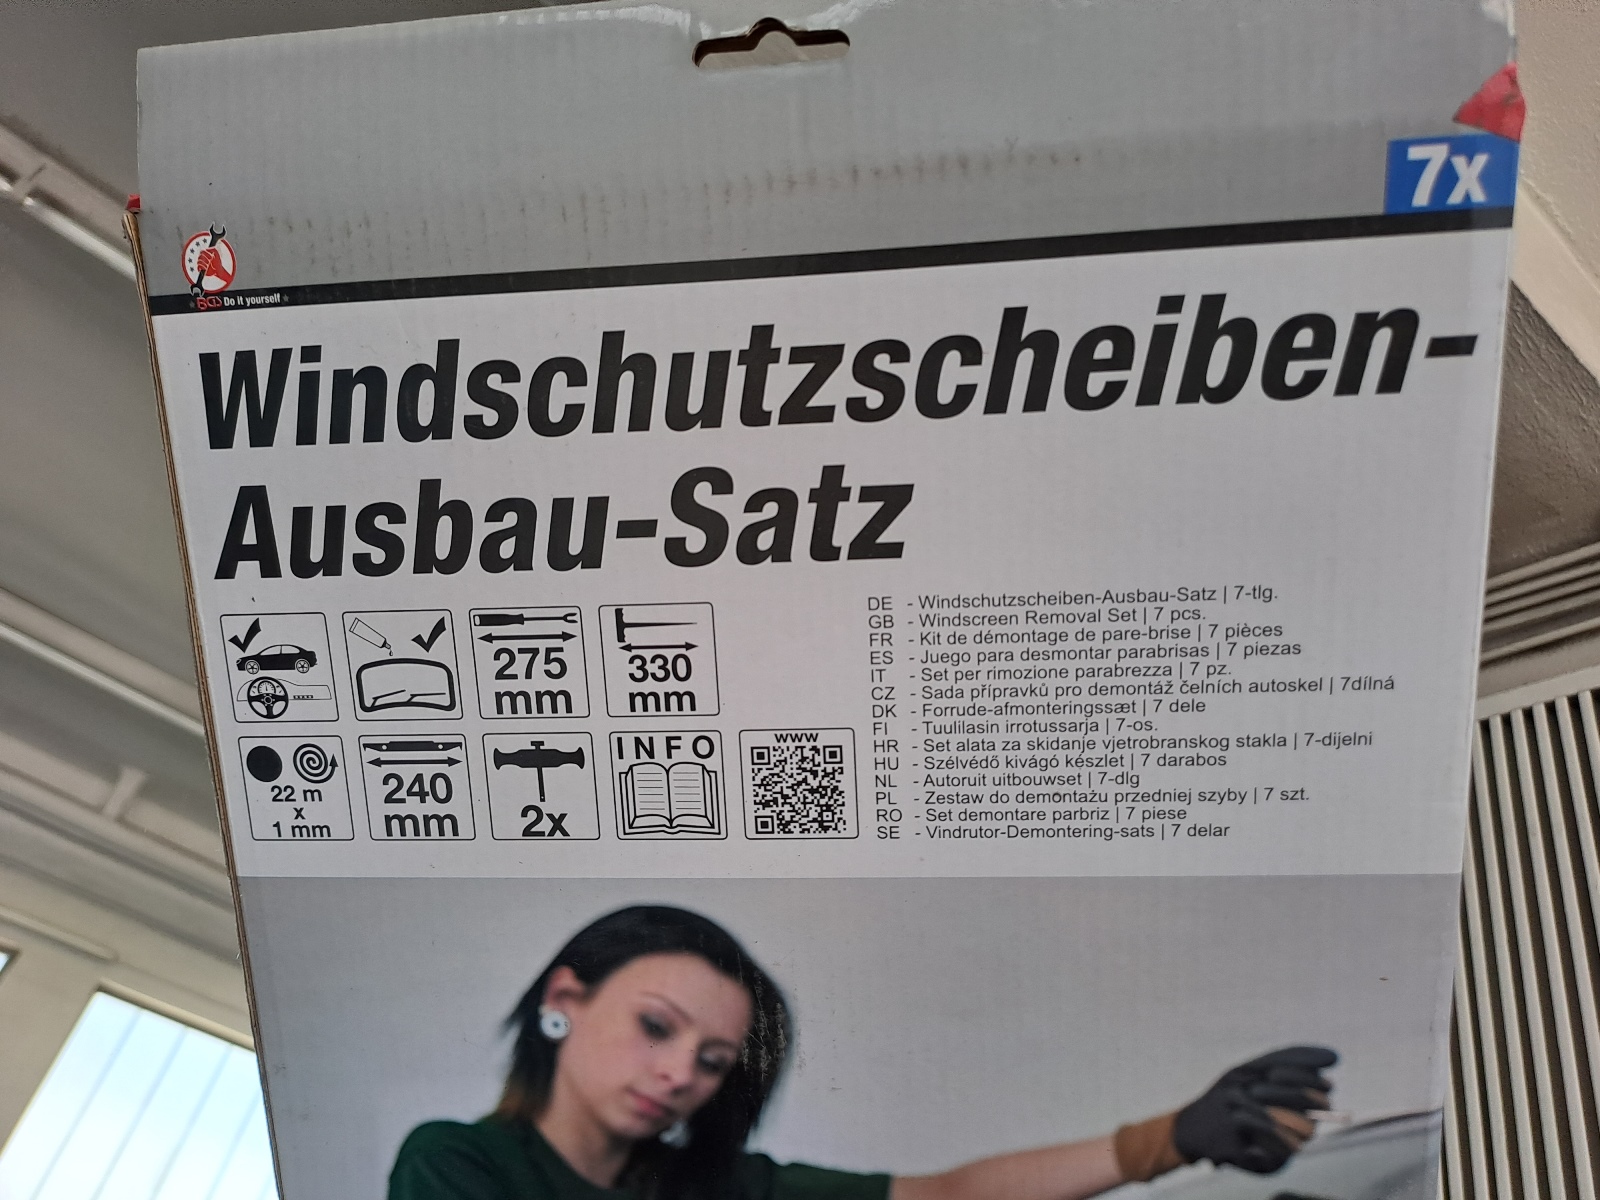 7x
BGS Do it yourself
Windschutzscheiben-
Ausbau-Satz
275
mm
330
mm
22 m
x
1 mm
240
mm
2x
INFO
www
DE - Windschutzscheiben-Ausbau-Satz | 7-tlg.
GB - Windscreen Removal Set | 7 pcs.
FR - Kit de démontage de pare-brise | 7 pièces
ES - Juego para desmontar parabrisas | 7 piezas
IT - Set per rimozione parabrezza | 7 pz.
CZ - Sada přípravků pro demontáž čelních autoskel | 7dílná
DK - Forrude-afmonteringssæt | 7 dele
FI - Tuulilasin irrotussarja | 7-os.
HR - Set alata za skidanje vjetrobranskog stakla | 7-dijelni
HU - Szélvédő kivágó készlet | 7 darabos
NL - Autoruit uitbouwset | 7-dlg
PL - Zestaw do demontażu przedniej szyby | 7 szt.
RO - Set demontare parbriz | 7 piese
SE - Vindrutor-Demontering-sats | 7 delar